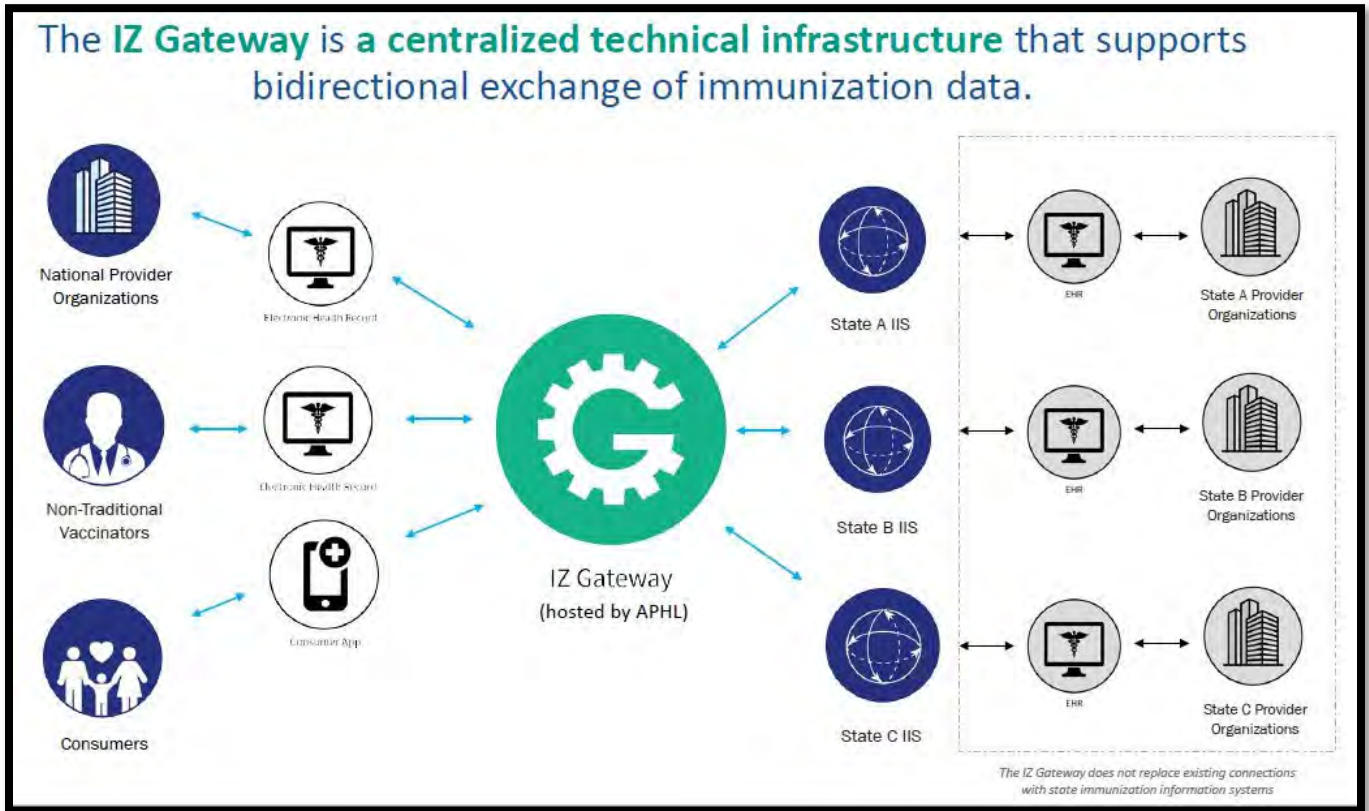 The IZ Gateway is a centralized technical infrastructure that supports
bidirectional exchange of immunization data.
National Provider
Organizations
Electronic Health Record
Non-Traditional
Vaccinators
Electronic Health Record
Consumers
Consumer App
IZ Gateway
(hosted by APHL)
State A IIS
State B IIS
State C IIS
EHR
State A Provider
Organizations
EHR
State B Provider
Organizations
EHR
State C Provider
Organizations
The IZ Gateway does not replace existing connections
with state immunization information systems